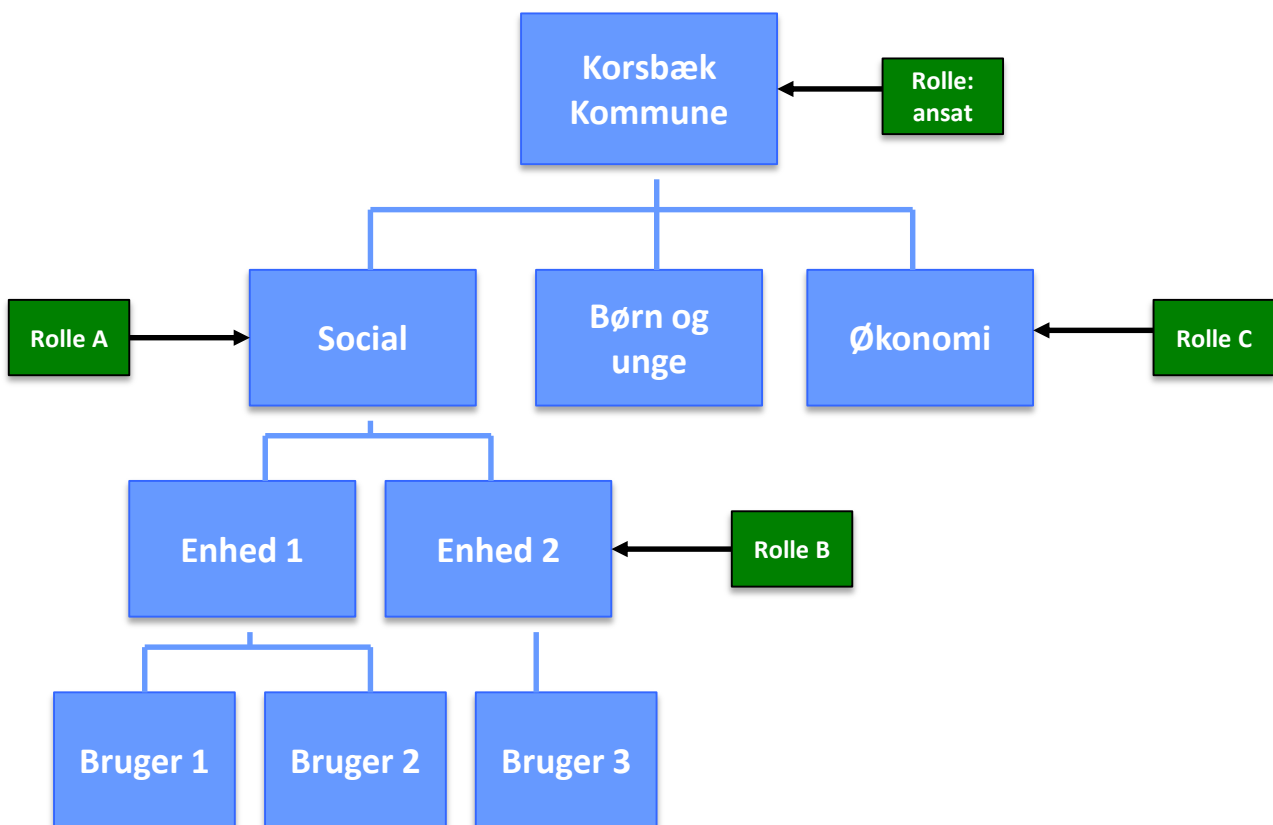 Korsbæk
Kommune
Rolle:
ansat
Rolle A
Social
Børn og
unge
Økonomi
Rolle C
Enhed 1
Enhed 2
Rolle B
Bruger 1
Bruger 2
Bruger 3